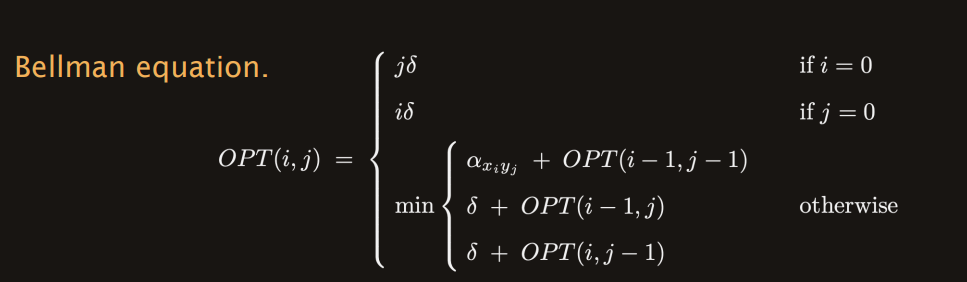 Bellman equation.
jδ if i = 0
iδ if j = 0
OPT(i, j) =
α_{x_i y_j} + OPT(i − 1, j − 1)
min δ + OPT(i − 1, j) otherwise
δ + OPT(i, j − 1)